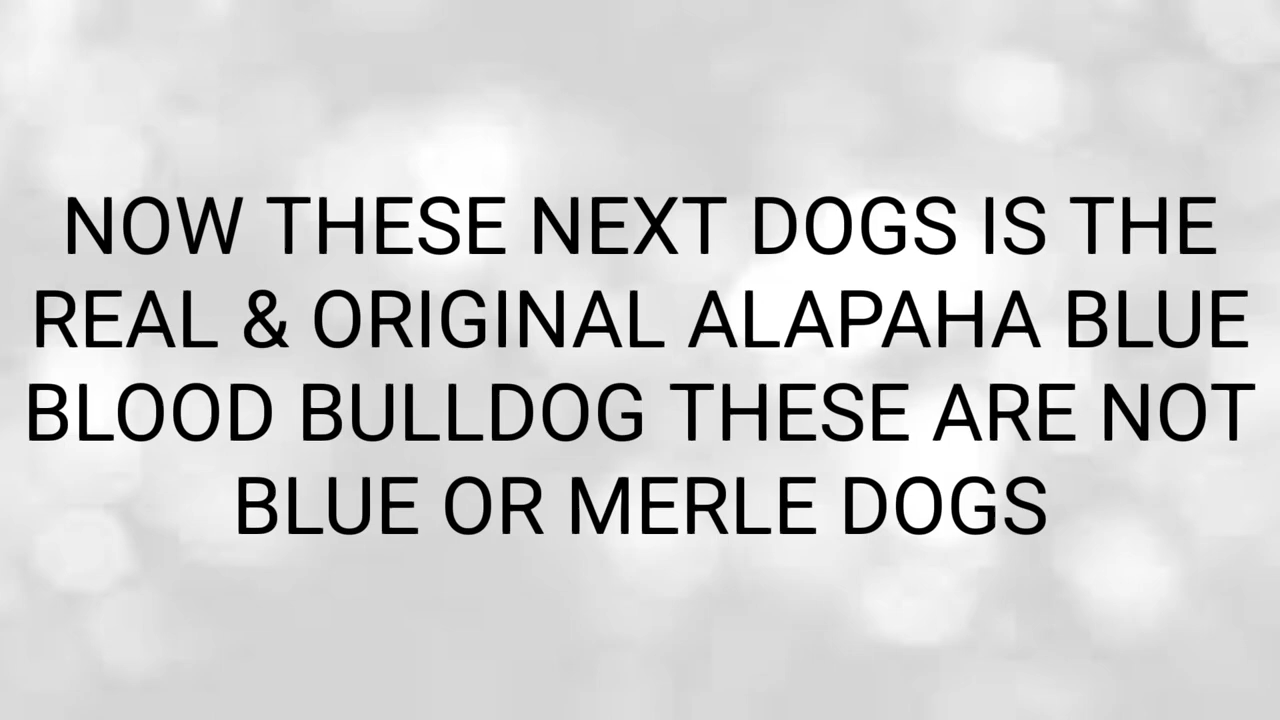 NOW THESE NEXT DOGS IS THE
REAL & ORIGINAL ALAPAHA BLUE
BLOOD BULLDOG THESE ARE NOT
BLUE OR MERLE DOGS